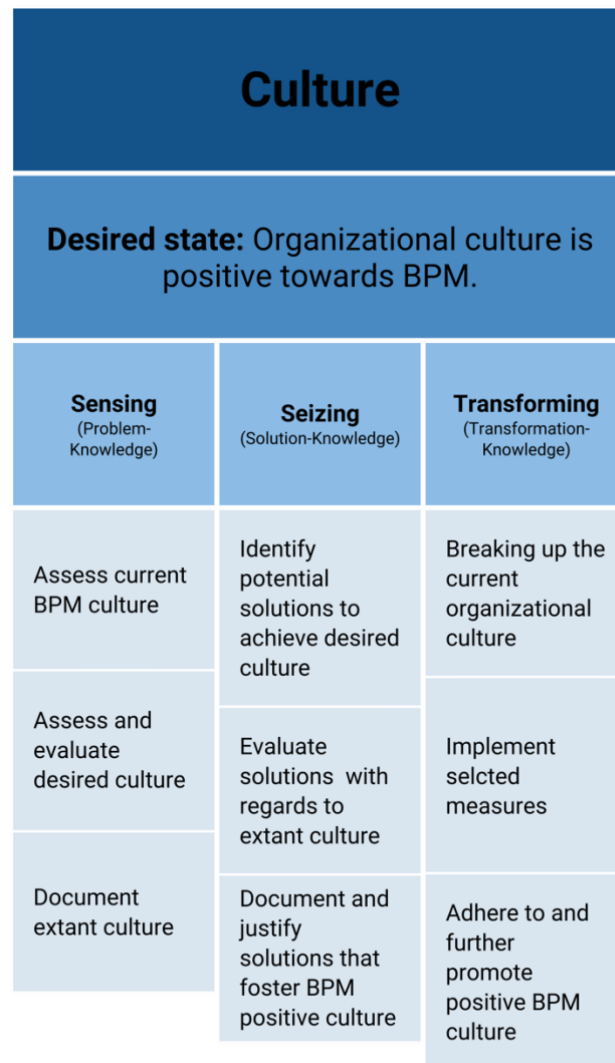 Culture
Desired state: Organizational culture is
positive towards BPM.
Sensing
(Problem-
Knowledge)
Seizing
(Solution-Knowledge)
Transforming
(Transformation-
Knowledge)
Assess current
BPM culture
Assess and
evaluate
desired culture
Document
extant culture
Identify
potential
solutions to
achieve desired
culture
Evaluate
solutions with
regards to
extant culture
Document and
justify
solutions that
foster BPM
positive culture
Breaking up the
current
organizational
culture
Implement
selcted
measures
Adhere to and
further
promote
positive BPM
culture